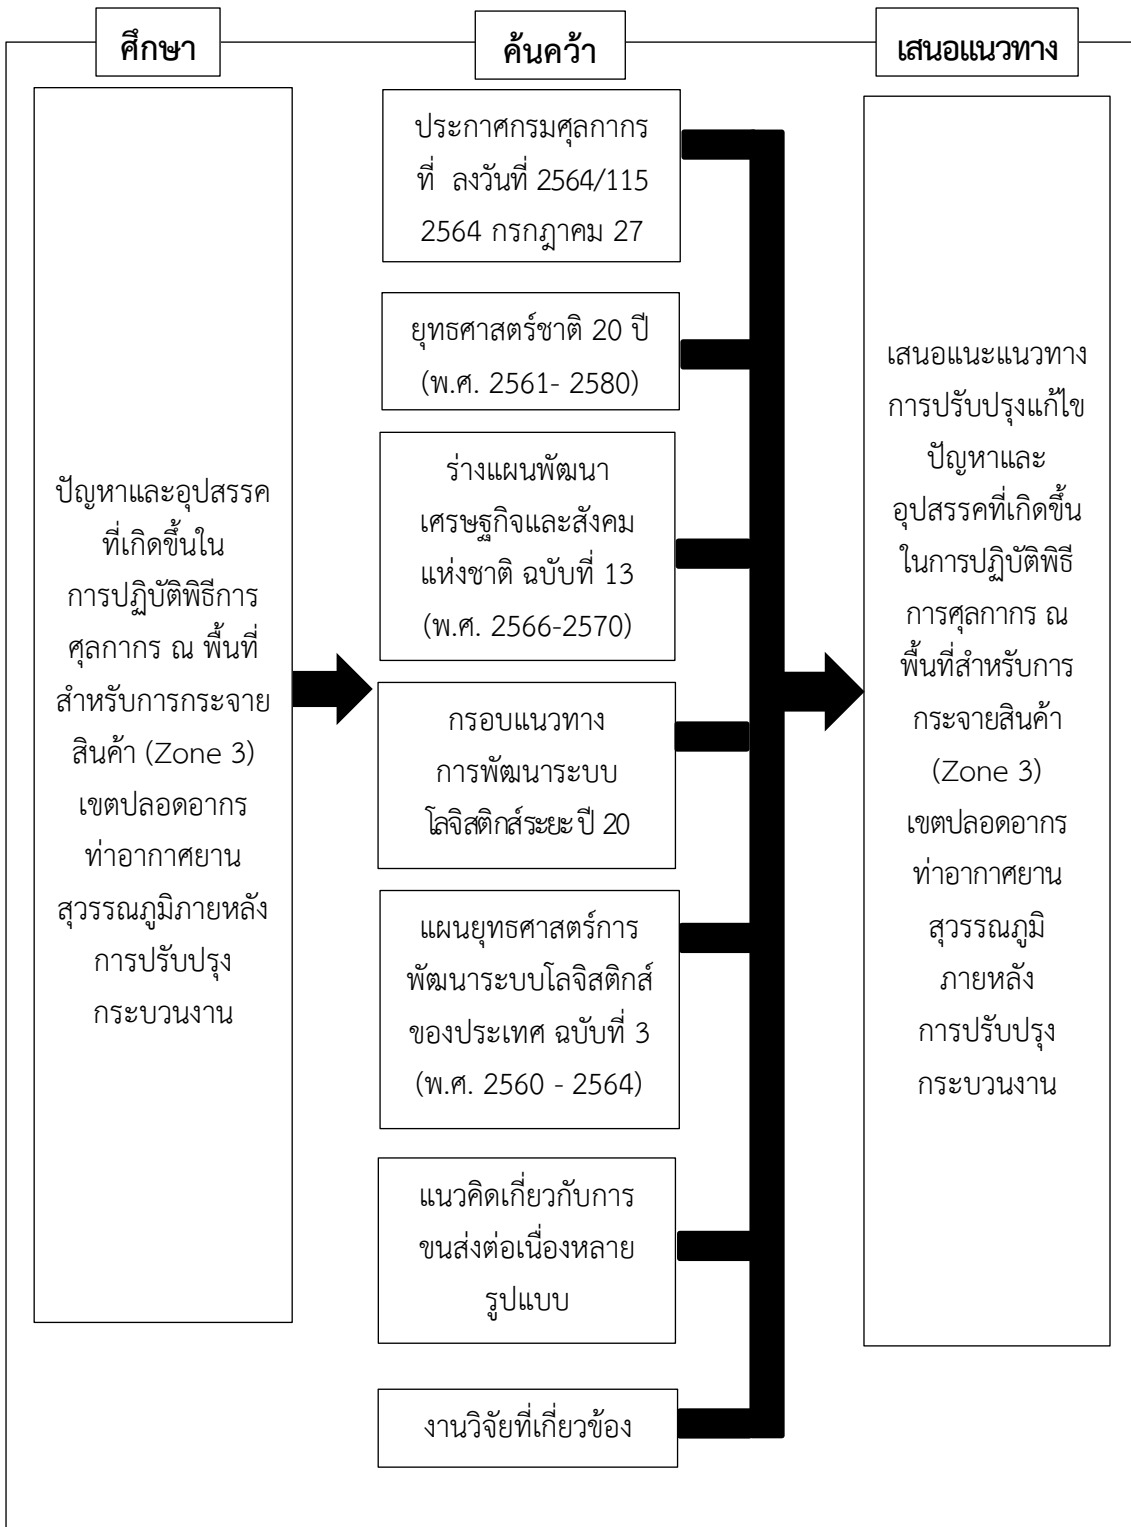 ศึกษา
ค้นคว้า
เสนอแนวทาง
ปัญหาและอุปสรรค
ที่เกิดขึ้นใน
การปฏิบัติพิธีการ
ศุลกากร ณ พื้นที่
สำหรับการกระจาย
สินค้า (Zone 3)
เขตปลอดอากร
ท่าอากาศยาน
สุวรรณภูมิภายหลัง
การปรับปรุง
กระบวนงาน
ประกาศกรมศุลกากร
ที่ ลงวันที่ 2564/115
2564 กรกฎาคม 27
ยุทธศาสตร์ชาติ 20 ปี
(พ.ศ. 2561- 2580)
ร่างแผนพัฒนา
เศรษฐกิจและสังคม
แห่งชาติ ฉบับที่ 13
(พ.ศ. 2566-2570)
กรอบแนวทาง
การพัฒนาระบบ
โลจิสติกส์ระยะ ปี 20
แผนยุทธศาสตร์การ
พัฒนาระบบโลจิสติกส์
ของประเทศ ฉบับที่ 3
(พ.ศ. 2560 - 2564)
แนวคิดเกี่ยวกับการ
ขนส่งต่อเนื่องหลาย
รูปแบบ
งานวิจัยที่เกี่ยวข้อง
เสนอแนะแนวทาง
การปรับปรุงแก้ไข
ปัญหาและ
อุปสรรคที่เกิดขึ้น
ในการปฏิบัติพิธี
การศุลกากร ณ
พื้นที่สำหรับการ
กระจายสินค้า
(Zone 3)
เขตปลอดอากร
ท่าอากาศยาน
สุวรรณภูมิ
ภายหลัง
การปรับปรุง
กระบวนงาน